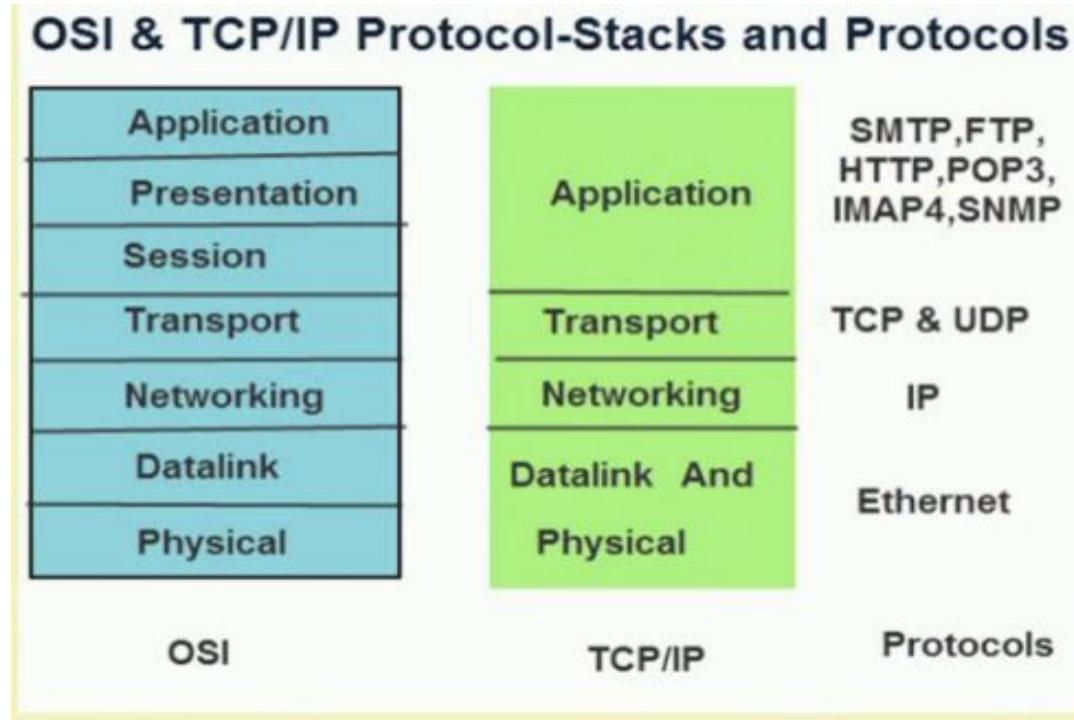 OSI & TCP/IP Protocol-Stacks and Protocols
Application
Presentation
Session
Transport
Networking
Datalink
Physical
OSI
Application
Transport
Networking
Datalink And
Physical
TCP/IP
SMTP,FTP,
HTTP,POP3,
IMAP4,SNMP
TCP & UDP
IP
Ethernet
Protocols